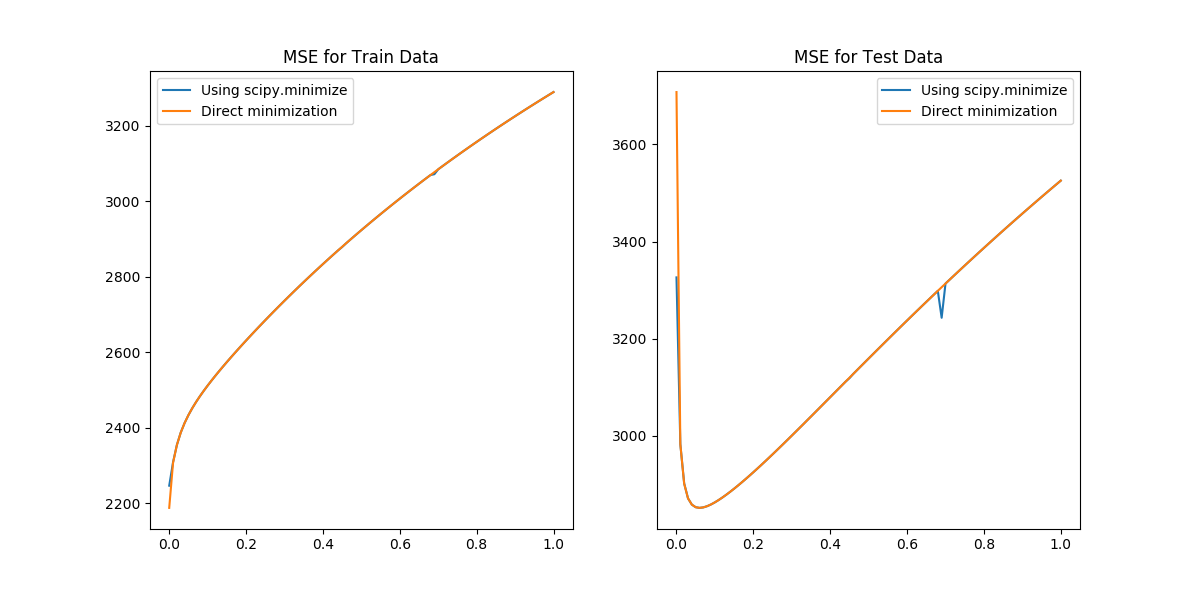 MSE for Train Data
Using scipy.minimize
Direct minimization
3200
3000
2800
2600
2400
2200
0.0 0.2 0.4 0.6 0.8 1.0
MSE for Test Data
Using scipy.minimize
Direct minimization
3600
3400
3200
3000
0.0 0.2 0.4 0.6 0.8 1.0